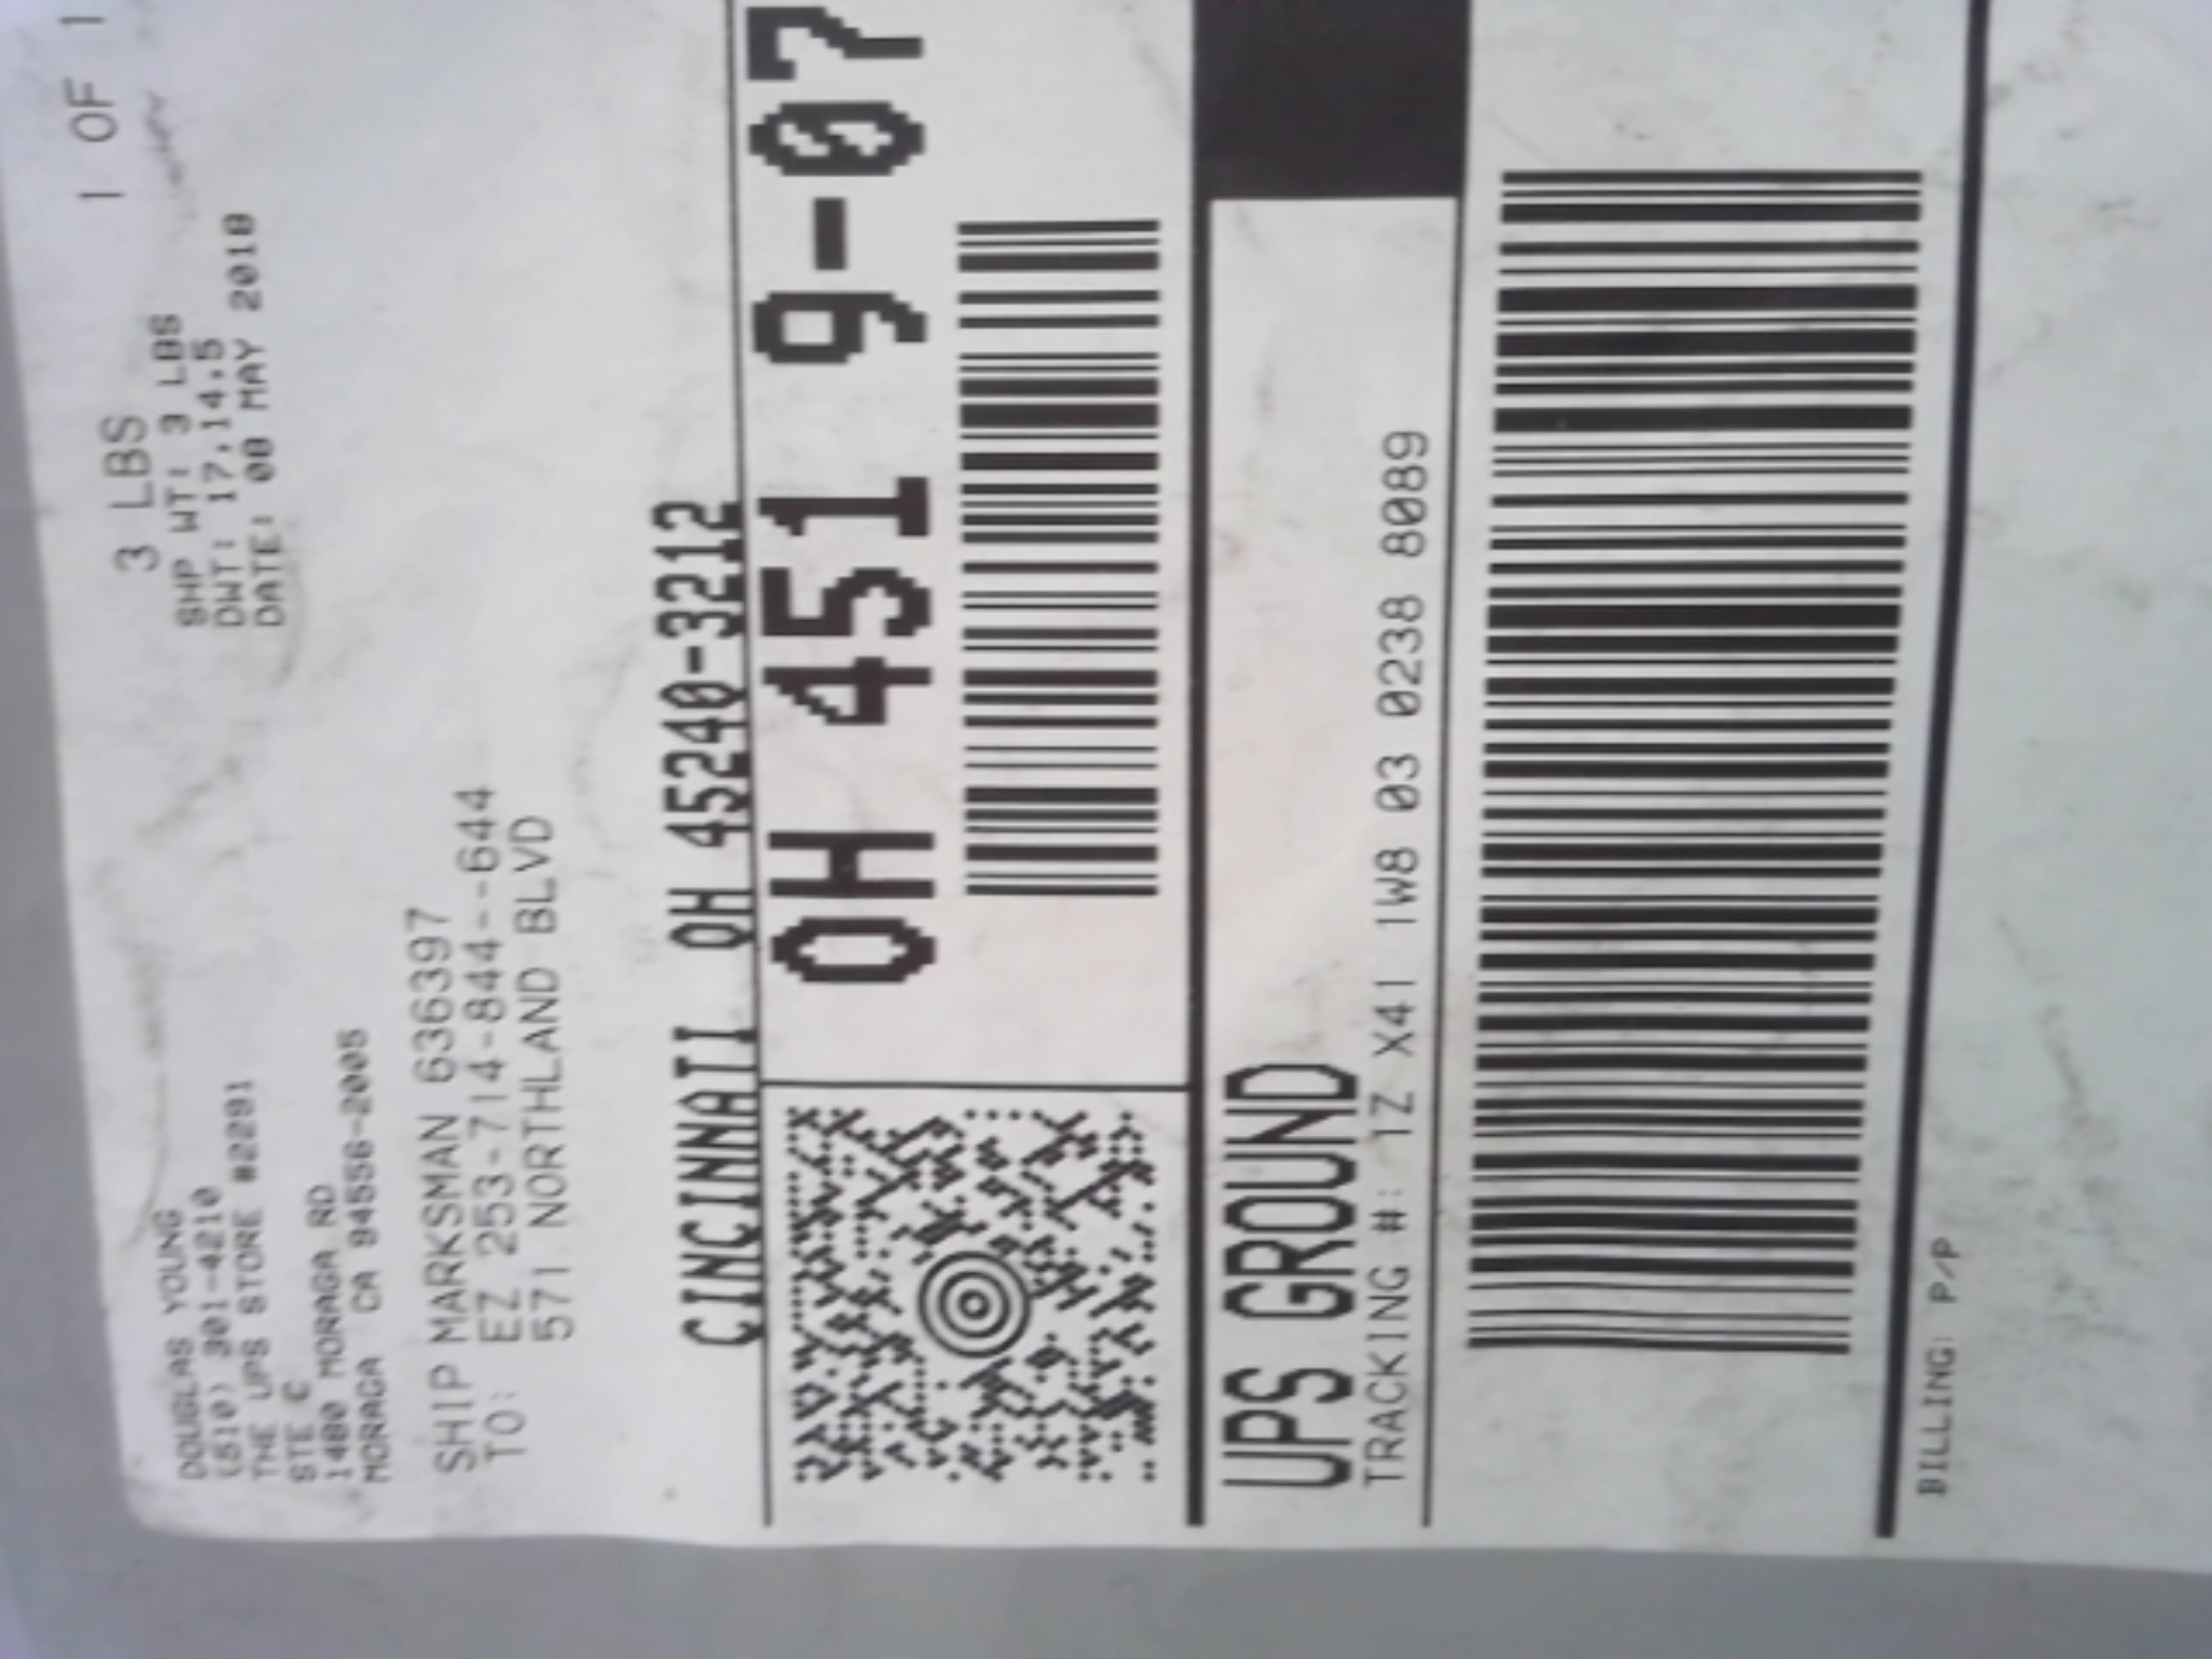 DOUGLAS YOUNG
(510) 301-4210
THE UPS STORE #2291
STE C
1480 MORAGA RD
MORAGA CA 94556-2005
3 LBS
1 OF 1
SHP WT: 3 LBS
DWT: 17,14,5
DATE: 08 MAY 2018
SHIP MARKSMAN 636397
TO: EZ 253-714-844--644
571 NORTHLAND BLVD
CINCINNATI OH 45240-3212
OH 451 9-07
UPS GROUND
TRACKING #: 1Z X41 1W8 03 0238 8089
BILLING: P/P